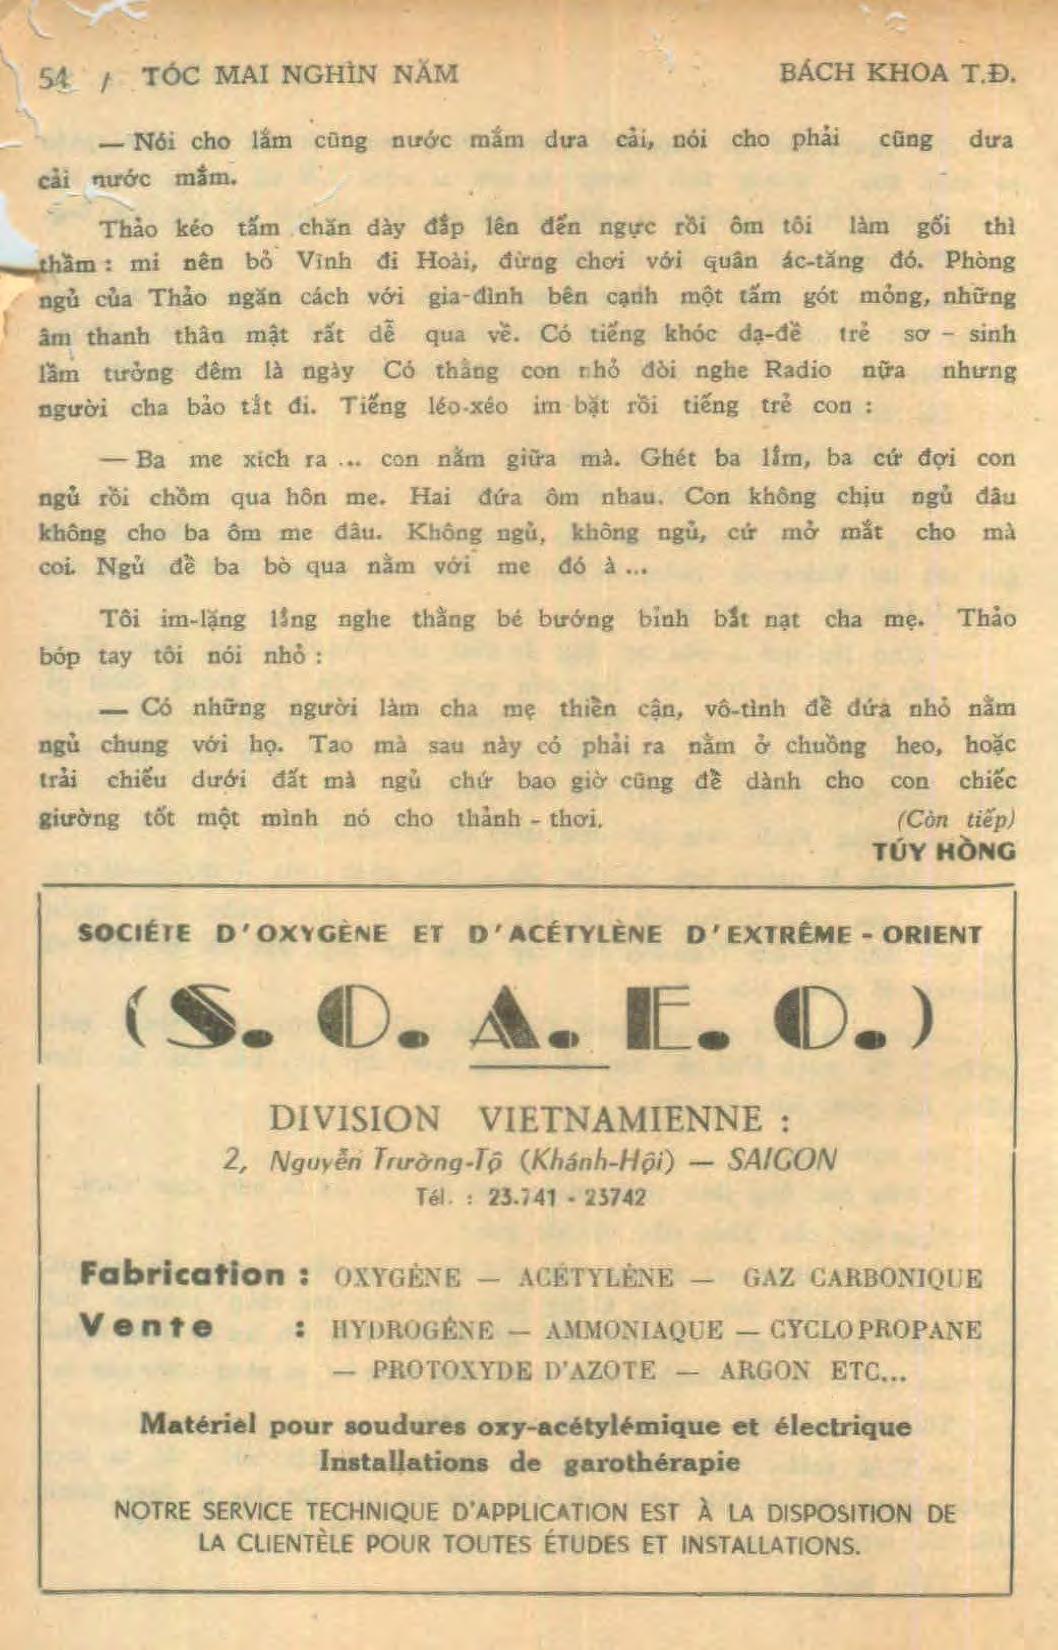 54 / TÓC MAI NGHÌN NĂM BÁCH KHOA T.Đ.
— Nói cho lắm cũng nước mắm dưa cải, nói cho phải cũng dưa
cải nước mắm.
Thảo kéo tấm chăn dày đắp lên đến ngực rồi ôm tôi làm gối thì
thầm : mi nên bỏ Vĩnh đi Hoài, đừng chơi với quân ác-tăng đó. Phòng
ngủ của Thảo ngăn cách với gia-đình bên cạnh một tấm gót mỏng, những
âm thanh thân mật rất dễ qua về. Có tiếng khóc dạ-đề trẻ sơ - sinh
lầm tưởng đêm là ngày Có thằng con nhỏ đòi nghe Radio nữa nhưng
người cha bảo tắt đi. Tiếng léo-xéo im bặt rồi tiếng trẻ con :
— Ba me xích ra ... con nằm giữa mà. Ghét ba lắm, ba cứ đợi con
ngủ rồi chồm qua hôn me. Hai đứa ôm nhau. Con không chịu ngủ đâu
không cho ba ôm me đâu. Không ngủ, không ngủ, cứ mở mắt cho mà
coi. Ngủ để ba bò qua nằm với me đó à ...
Tôi im-lặng lắng nghe thằng bé bướng bỉnh bắt nạt cha mẹ. Thảo
bóp tay tôi nói nhỏ :
— Có những người làm cha mẹ thiền cận, vô-tình để đứa nhỏ nằm
ngủ chung với họ. Tao mà sau này có phải ra nằm ở chuồng heo, hoặc
trải chiếu dưới đất mà ngủ chứ bao giờ cũng để dành cho con chiếc
giường tốt một mình nó cho thảnh - thơi. (Còn tiếp)
TÚY HỒNG
SOCIÉTE D'OXYGÈNE ET D'ACÉTYLÈNE D'EXTRÊME - ORIENT
(S. O. A. E. O.)
DIVISION VIETNAMIENNE :
2, Nguyễn Trường-Tộ (Khánh-Hội) — SAIGON
Tél. : 23.741 - 23742
Fabrication : OXYGÈNE — ACÉTYLÈNE — GAZ CARBONIQUE
Vente : HYDROGÈNE — AMMONIAQUE — CYCLOPROPANE
— PROTOXYDE D'AZOTE — ARGON ETC...
Matériel pour soudures oxy-acétylémique et électrique
Installations de garothérapie
NOTRE SERVICE TECHNIQUE D'APPLICATION EST À LA DISPOSITION DE
LA CLIENTÈLE POUR TOUTES ÉTUDES ET INSTALLATIONS.